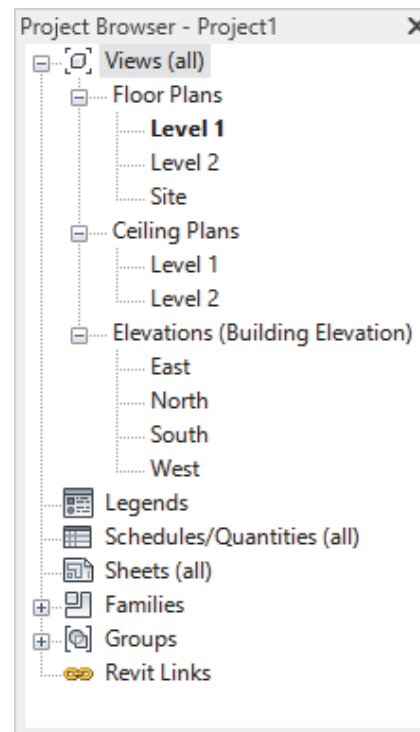 Project Browser - Project1
Views (all)
Floor Plans
Level 1
Level 2
Site
Ceiling Plans
Level 1
Level 2
Elevations (Building Elevation)
East
North
South
West
Legends
Schedules/Quantities (all)
Sheets (all)
Families
Groups
Revit Links